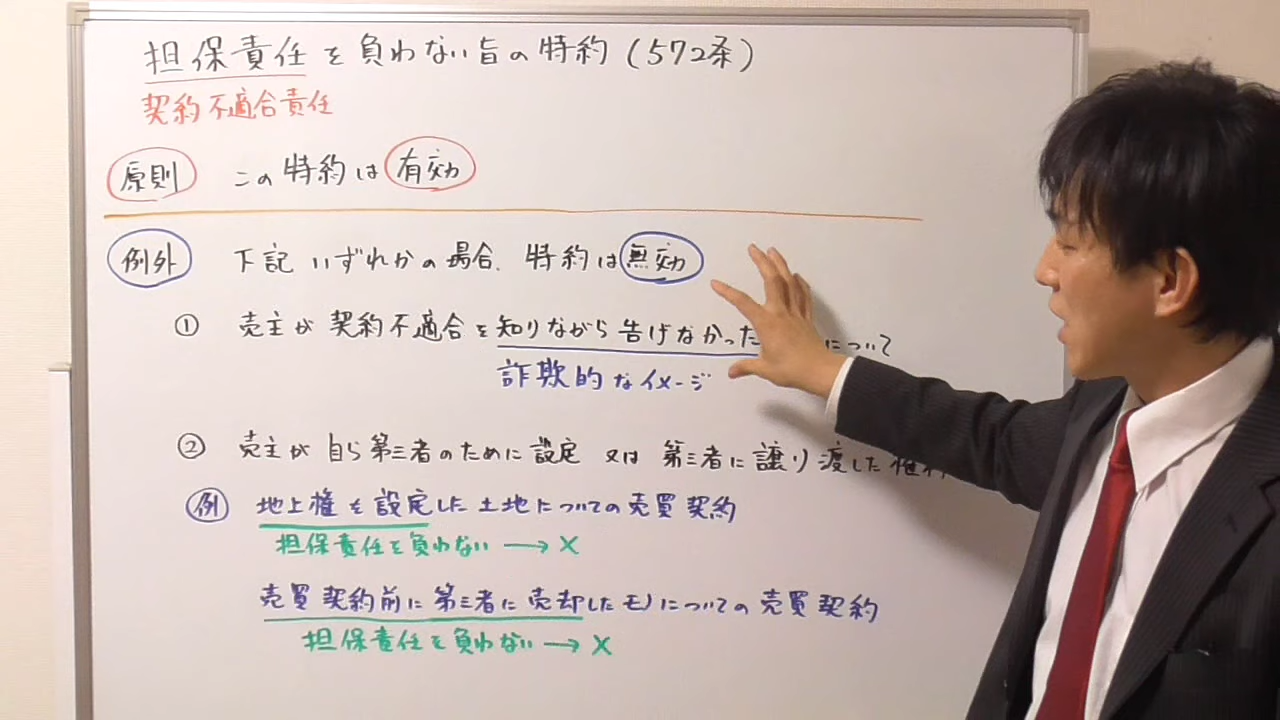 担保責任を負わない旨の特約(572条)
契約不適合責任
原則 この特約は有効
例外 下記いずれかの場合、特約は無効
① 売主が契約不適合を知りながら告げなかった について
詐欺的なイメージ
② 売主が自ら第三者のために設定又は第三者に譲り渡した
例 地上権を設定した土地についての売買契約
担保責任を負わない → ×
売買契約前に第三者に売却したモノについての売買契約
担保責任を負わない → ×